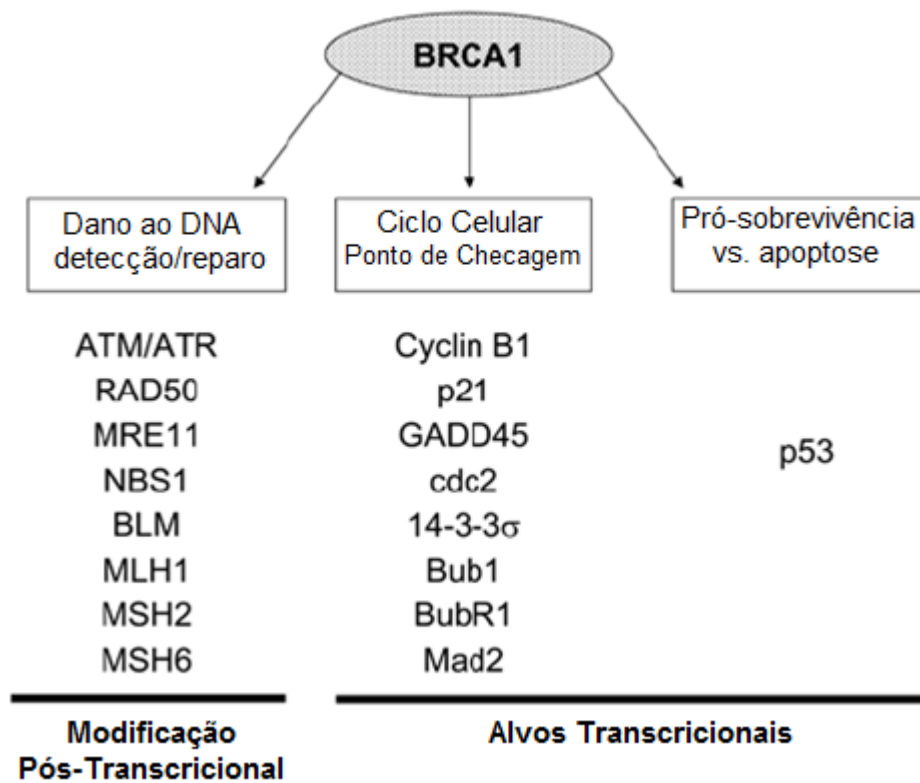 BRCA1
Dano ao DNA
detecção/reparo
Ciclo Celular
Ponto de Checagem
Pró-sobrevivência
vs. apoptose
ATM/ATR
RAD50
MRE11
NBS1
BLM
MLH1
MSH2
MSH6
Cyclin B1
p21
GADD45
cdc2
14-3-3σ
Bub1
BubR1
Mad2
p53
Modificação
Pós-Transcricional
Alvos Transcricionais